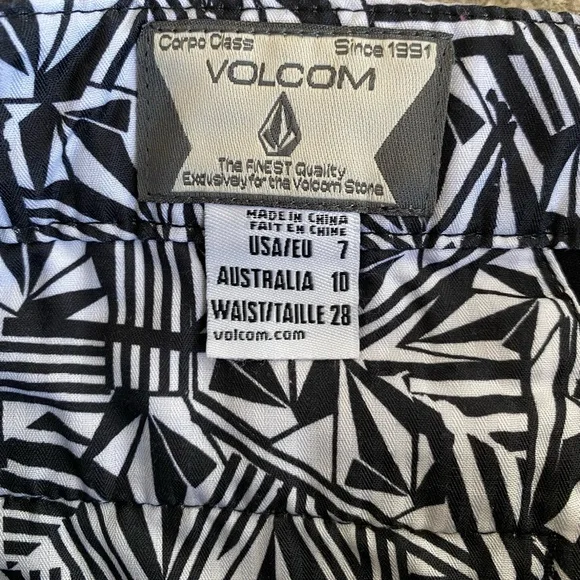 Corpo Class Since 1991
VOLCOM
The FiNEST Quality
Exclusively for the Volcom Stone
MADE IN CHINA
FAIT EN CHINE
USA/EU 7
AUSTRALIA 10
WAIST/TAILLE 28
volcom.com